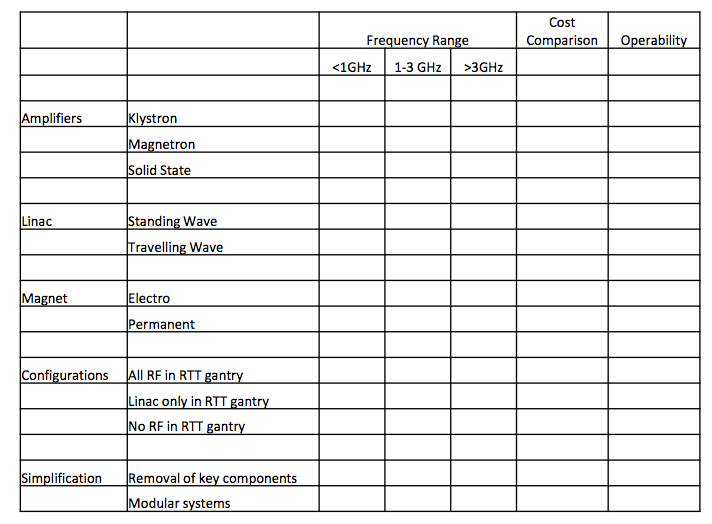 Cost
Frequency Range Comparison Operability
<1GHz 1-3 GHz >3GHz
Amplifiers Klystron
Magnetron
Solid State
Linac Standing Wave
Travelling Wave
Magnet Electro
Permanent
Configurations All RF in RTT gantry
Linac only in RTT gantry
No RF in RTT gantry
Simplification Removal of key components
Modular systems